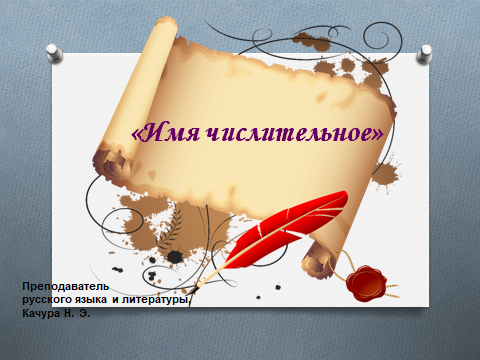 «Имя числительное»
Преподаватель
русского языка и литературы,
Качура Н. Э.